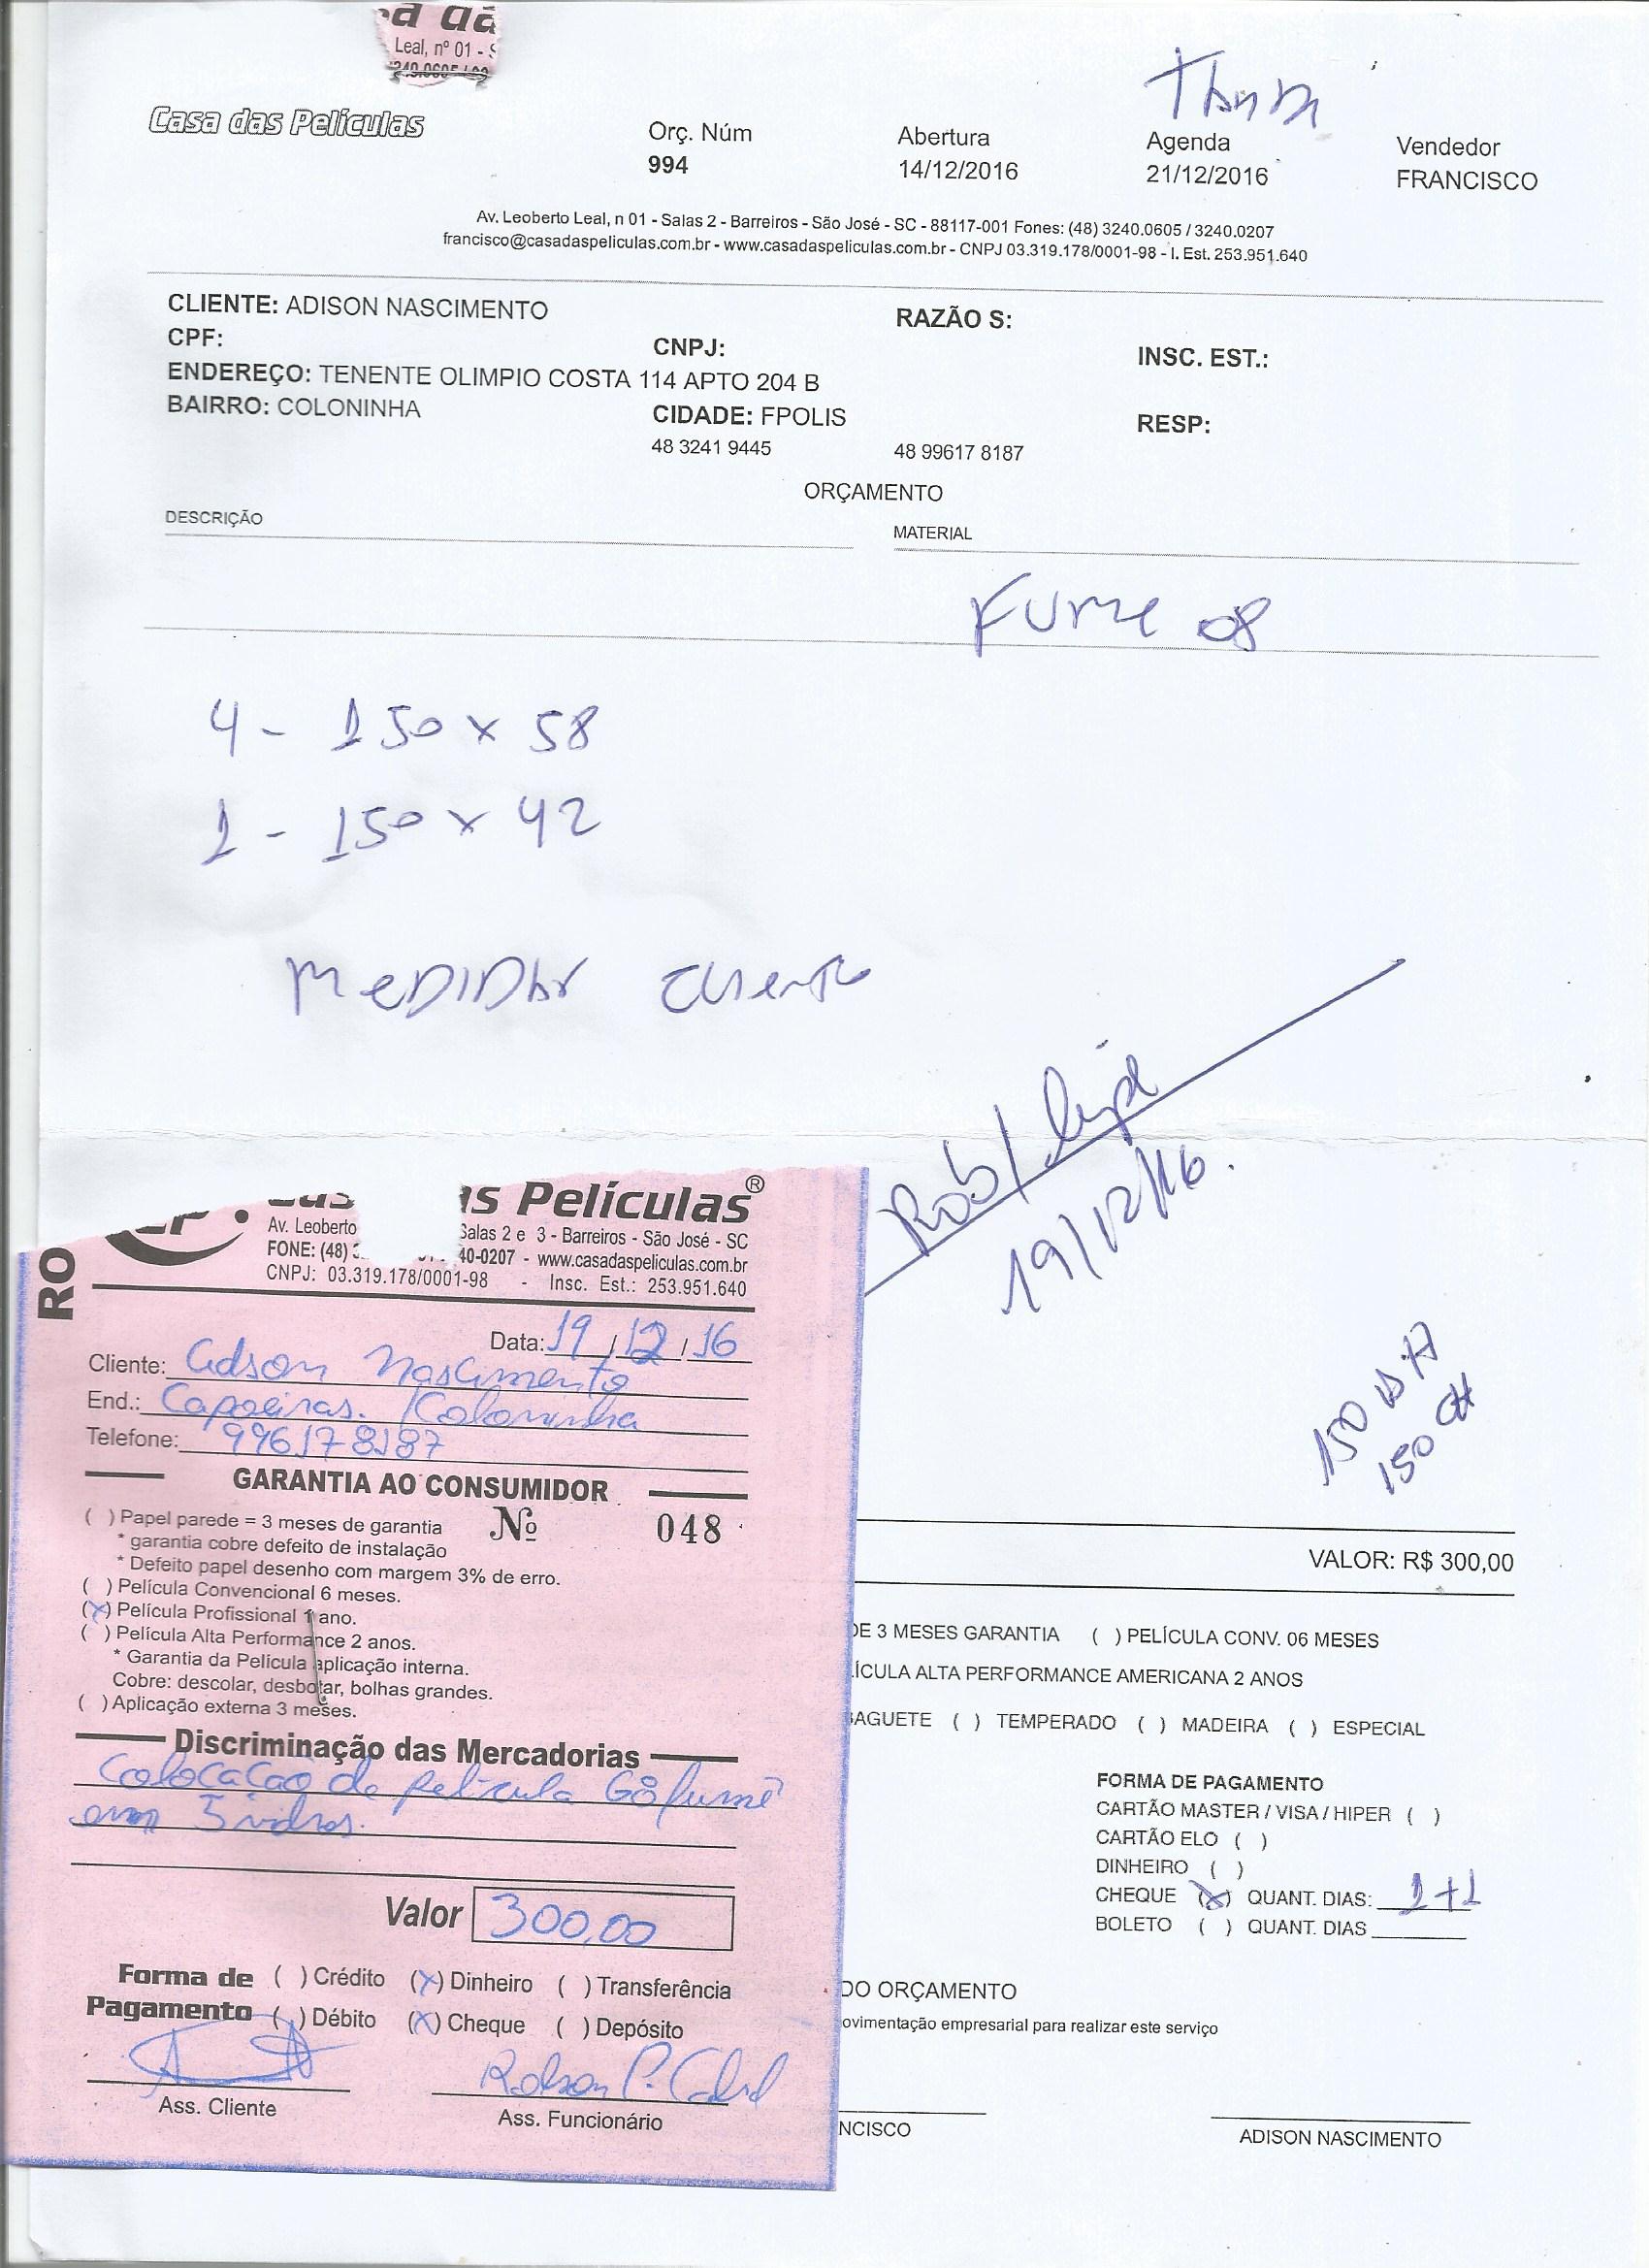 Leal, nº 01 -
Casa das Películas
Orç. Núm
994
Abertura
14/12/2016
Agenda
21/12/2016
Vendedor
FRANCISCO
Av. Leoberto Leal, n 01 - Salas 2 - Barreiros - São José - SC - 88117-001 Fones: (48) 3240.0605 / 3240.0207
francisco@casadaspeliculas.com.br - www.casadaspeliculas.com.br - CNPJ 03.319.178/0001-98 - I. Est. 253.951.640
CLIENTE: ADISON NASCIMENTO
RAZÃO S:
CPF:
CNPJ:
INSC. EST.:
ENDEREÇO: TENENTE OLIMPIO COSTA 114 APTO 204 B
BAIRRO: COLONINHA
CIDADE: FPOLIS
RESP:
48 3241 9445
48 99617 8187
ORÇAMENTO
DESCRIÇÃO
MATERIAL
Fume 08
4 - 150 x 58
1 - 150 x 42
Rob/
19/12/16.
150
150 CH
VALOR: R$ 300,00
DE 3 MESES GARANTIA ( ) PELÍCULA CONV. 06 MESES
LÍCULA ALTA PERFORMANCE AMERICANA 2 ANOS
BAGUETE ( ) TEMPERADO ( ) MADEIRA ( ) ESPECIAL
FORMA DE PAGAMENTO
CARTÃO MASTER / VISA / HIPER ( )
CARTÃO ELO ( )
DINHEIRO ( )
CHEQUE (X) QUANT. DIAS: 1+1
BOLETO ( ) QUANT. DIAS
DO ORÇAMENTO
ovimentação empresarial para realizar este serviço
NCISCO
ADISON NASCIMENTO
as Películas®
Av. Leoberto Salas 2 e 3 - Barreiros - São José - SC
FONE: (48) 40-0207 - www.casadaspeliculas.com.br
CNPJ: 03.319.178/0001-98 - Insc. Est.: 253.951.640
RO
Data: 19/12/16
Cliente: Adson Nascimento
End.: Capoeiras. /Coloninha
Telefone: 996178187
GARANTIA AO CONSUMIDOR
( ) Papel parede = 3 meses de garantia
Nº 048
* garantia cobre defeito de instalação
* Defeito papel desenho com margem 3% de erro.
( ) Película Convencional 6 meses.
(X) Película Profissional 1 ano.
( ) Película Alta Performance 2 anos.
* Garantia da Película aplicação interna.
Cobre: descolar, desbotar, bolhas grandes.
( ) Aplicação externa 3 meses.
Discriminação das Mercadorias
Colocação de película G8 fumê
em 5 vidros.
Valor 300,00
Forma de ( ) Crédito (X) Dinheiro ( ) Transferência
Pagamento ( ) Débito (X) Cheque ( ) Depósito
Ass. Cliente
Ass. Funcionário